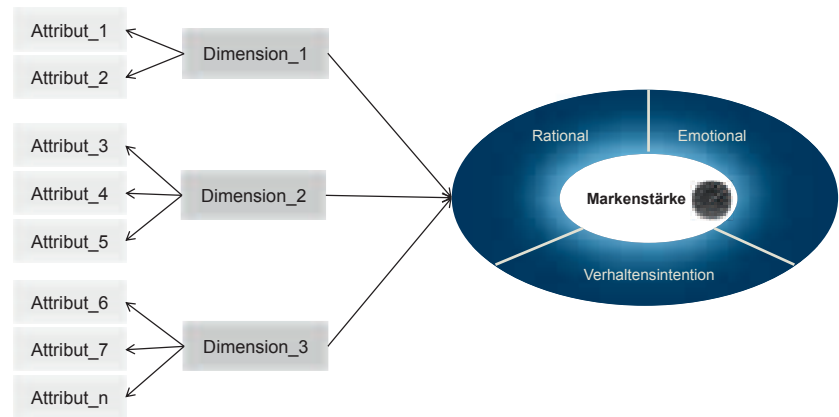 Attribut_1
Attribut_2
Dimension_1
Attribut_3
Attribut_4
Attribut_5
Dimension_2
Attribut_6
Attribut_7
Attribut_n
Dimension_3
Rational
Emotional
Markenstärke
Verhaltensintention